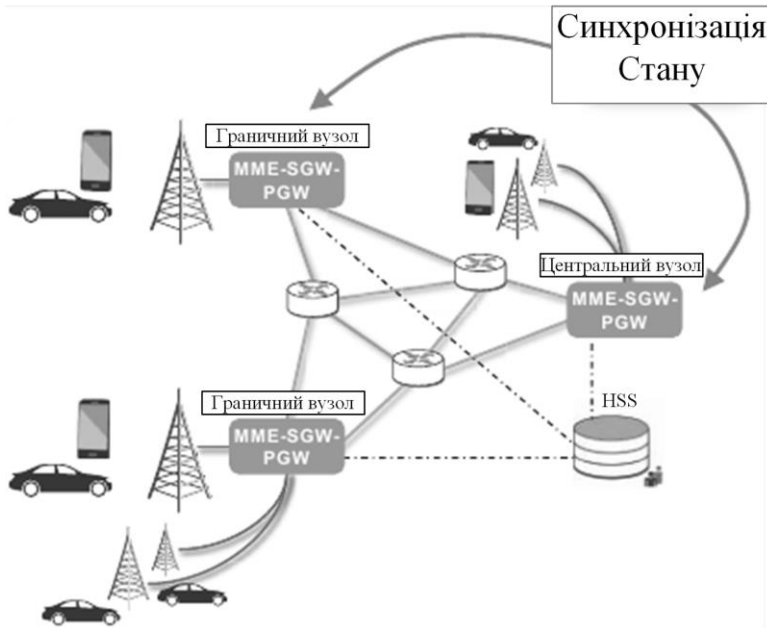 Синхронізація
Стану
Граничний вузол
MME-SGW-
PGW
Центральний вузол
MME-SGW-
PGW
Граничний вузол
MME-SGW-
PGW
HSS